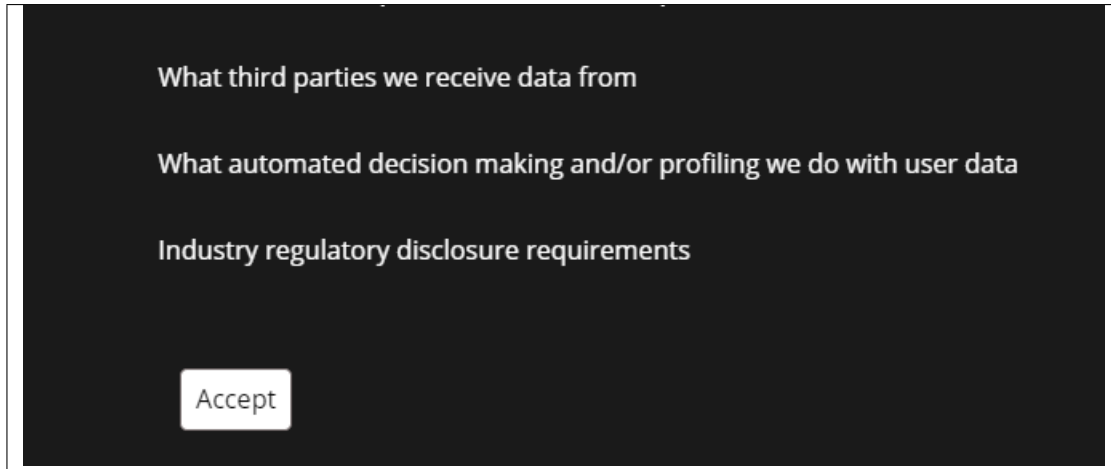 What third parties we receive data from
What automated decision making and/or profiling we do with user data
Industry regulatory disclosure requirements
Accept